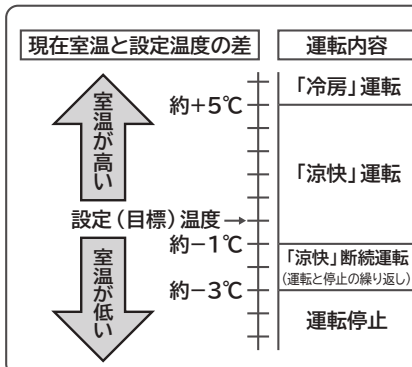 現在室温と設定温度の差
運転内容
室温が高い
約+5℃
「冷房」運転
「涼快」運転
設定(目標)温度→
約−1℃
室温が低い
「涼快」断続運転
(運転と停止の繰り返し)
約−3℃
運転停止